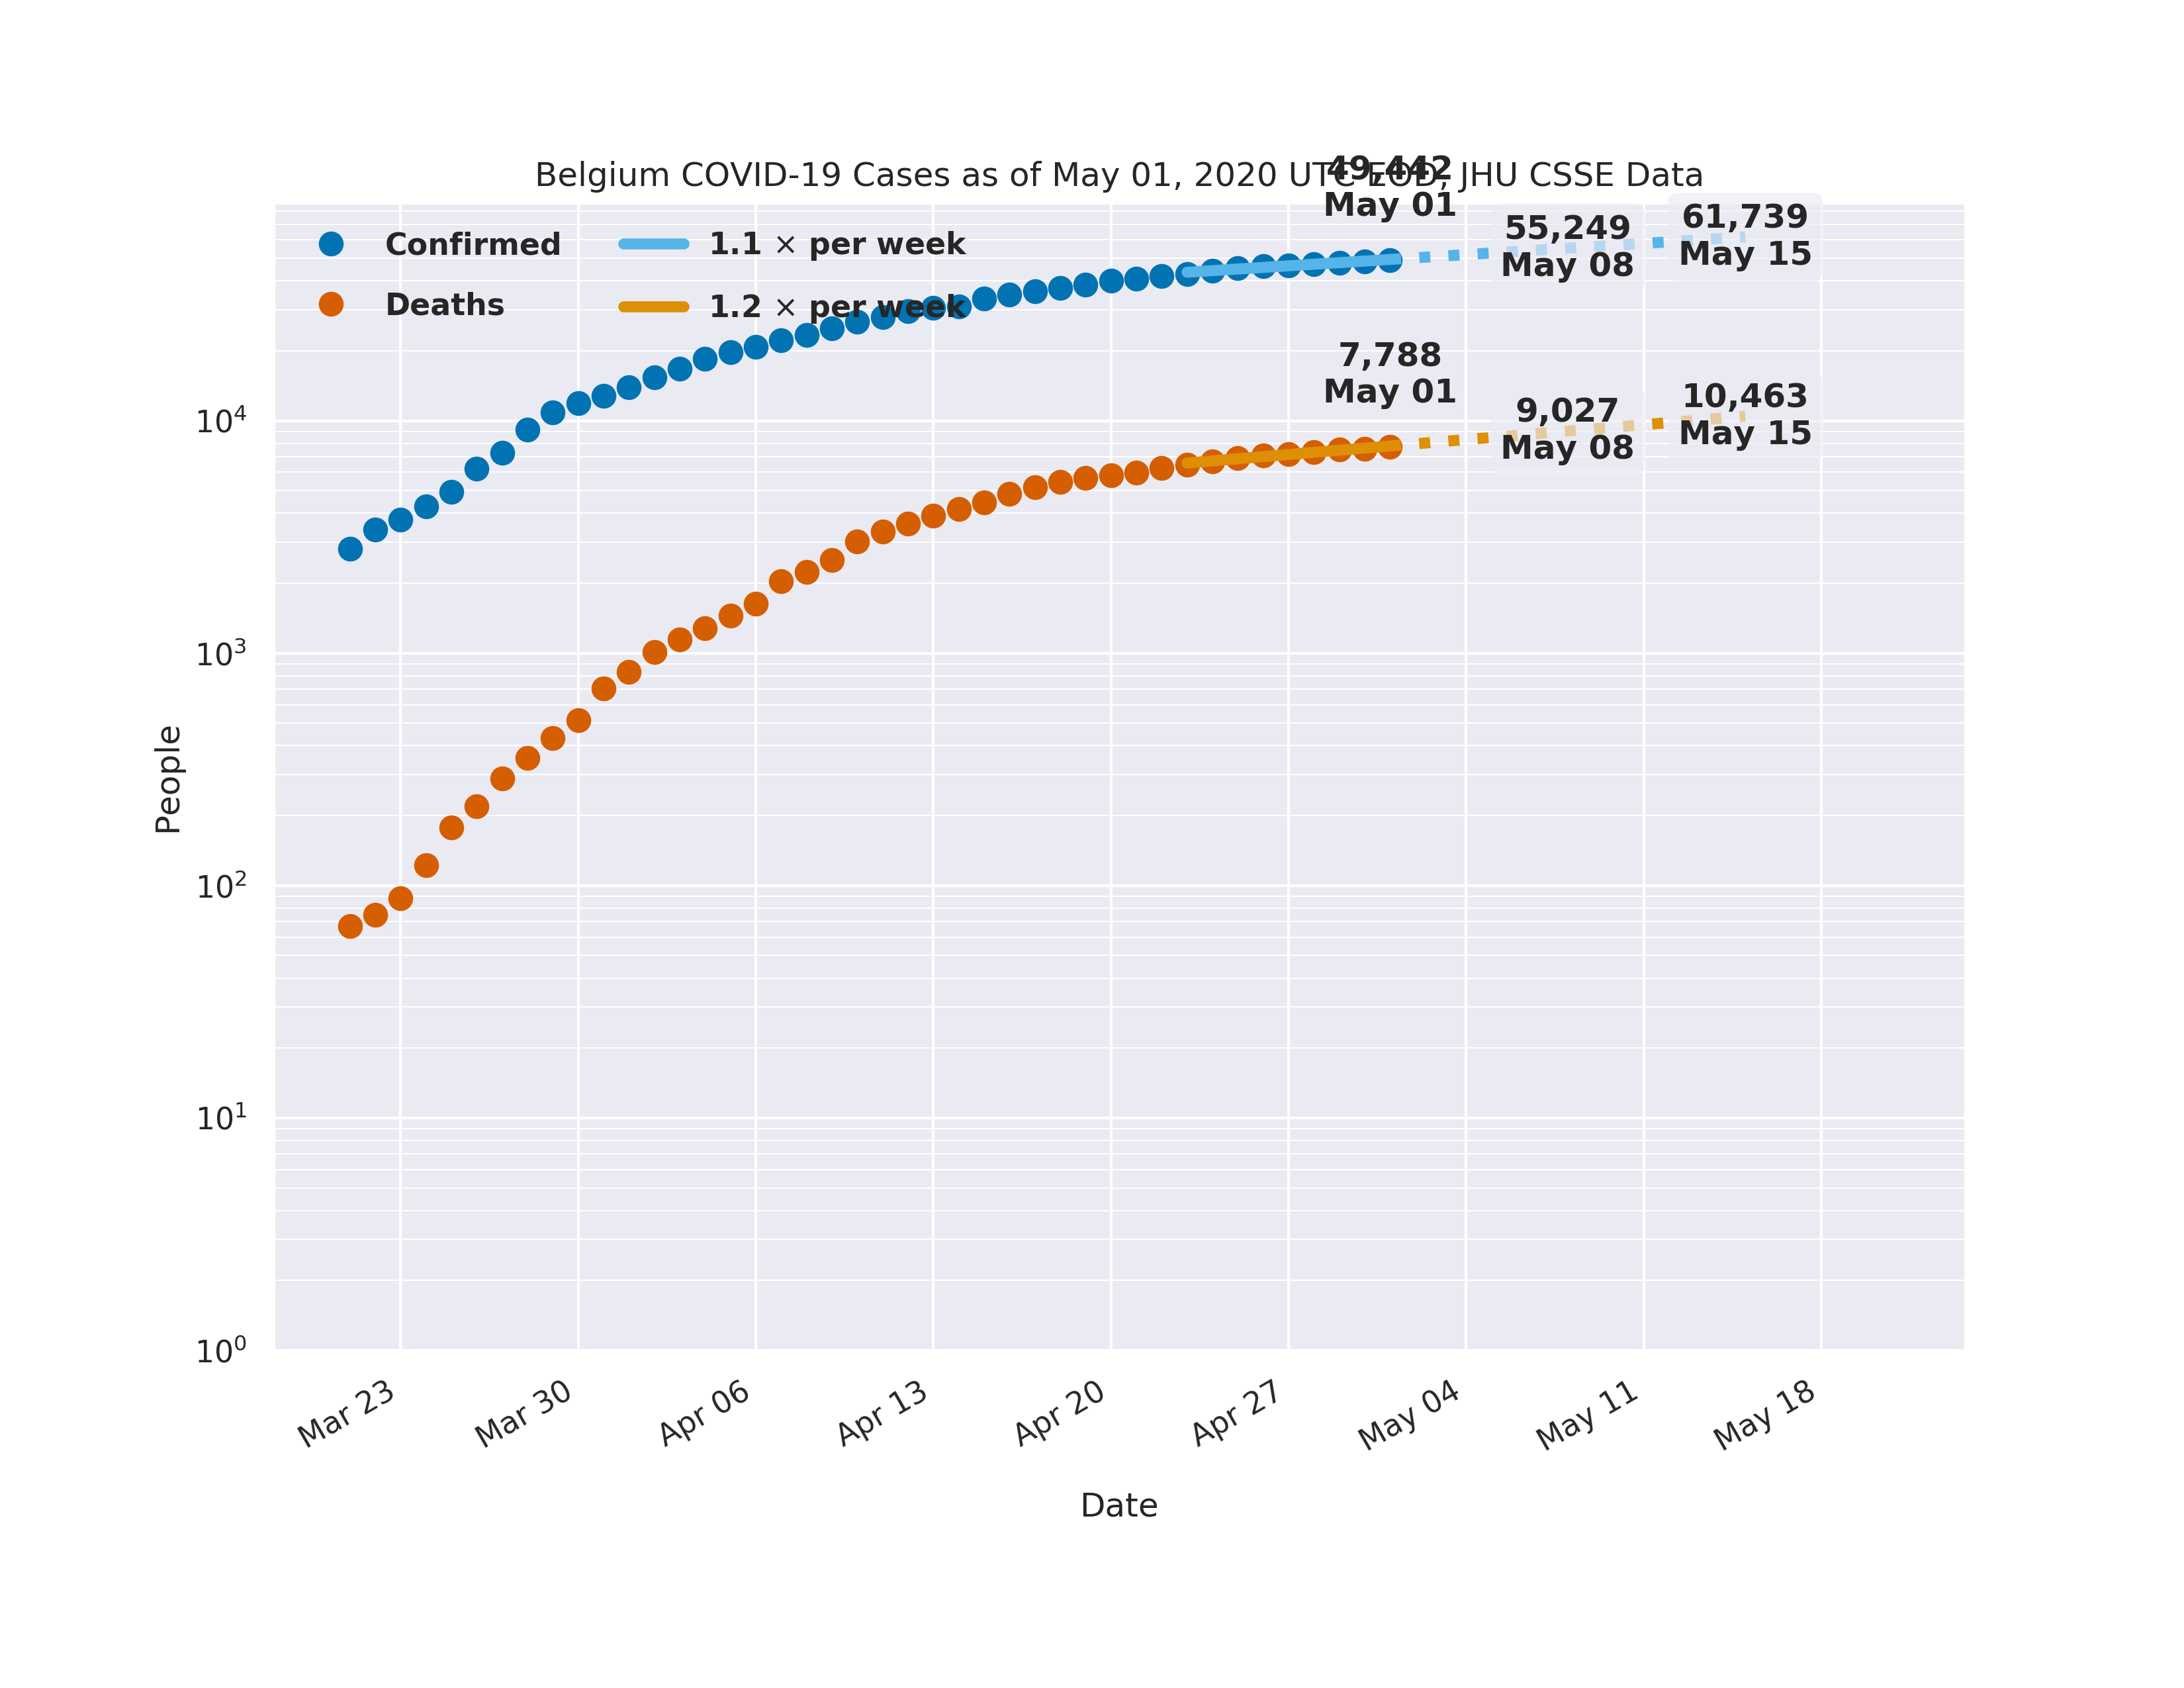 Belgium COVID-19 Cases as of May 01, 2020 UTC EOD, JHU CSSE Data
49,442
May 01
55,249
May 08
61,739
May 15
Confirmed
Deaths
1.1 × per week
1.2 × per week
7,788
May 01
9,027
May 08
10,463
May 15
People
10⁴
10³
10²
10¹
10⁰
Mar 23
Mar 30
Apr 06
Apr 13
Apr 20
Apr 27
May 04
May 11
May 18
Date